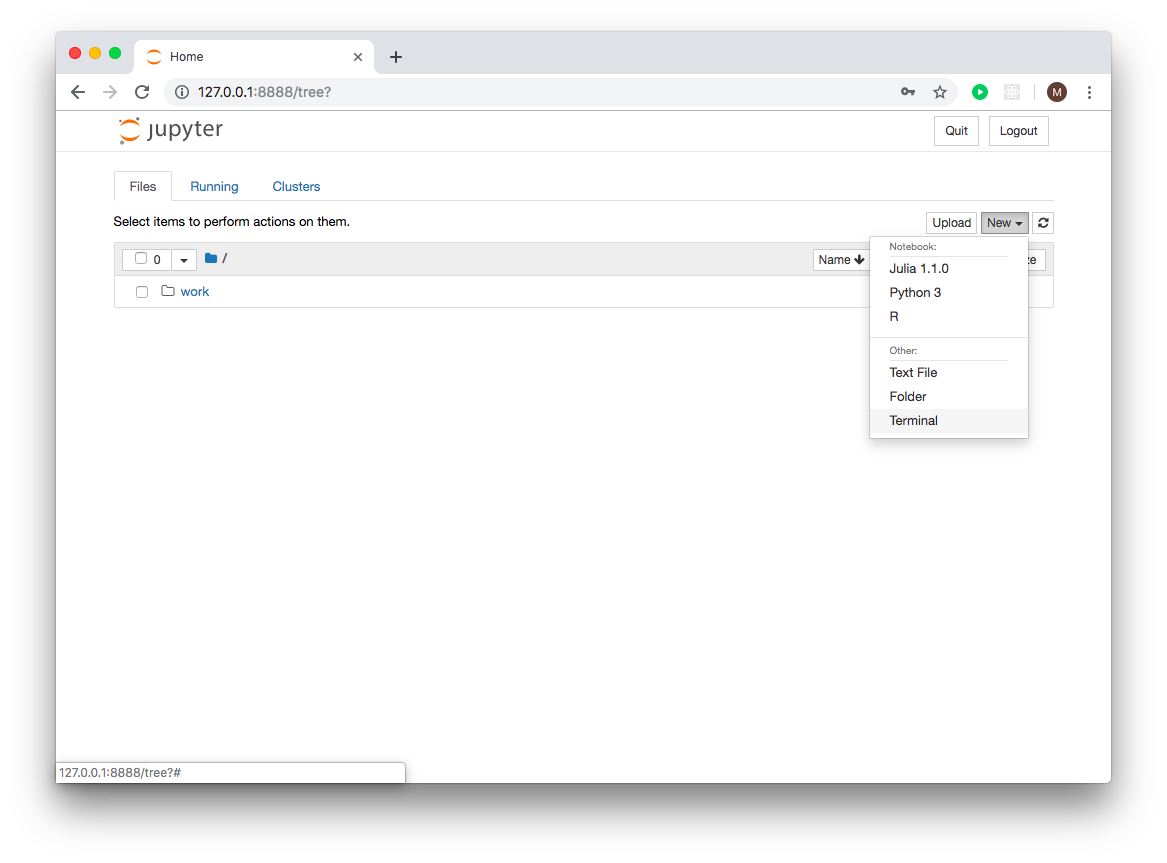 Home
127.0.0.1:8888/tree?
M
jupyter
Quit Logout
Files Running Clusters
Select items to perform actions on them.
Upload New
0 /
Name ze
work
Notebook:
Julia 1.1.0
Python 3
R
Other:
Text File
Folder
Terminal
127.0.0.1:8888/tree?#